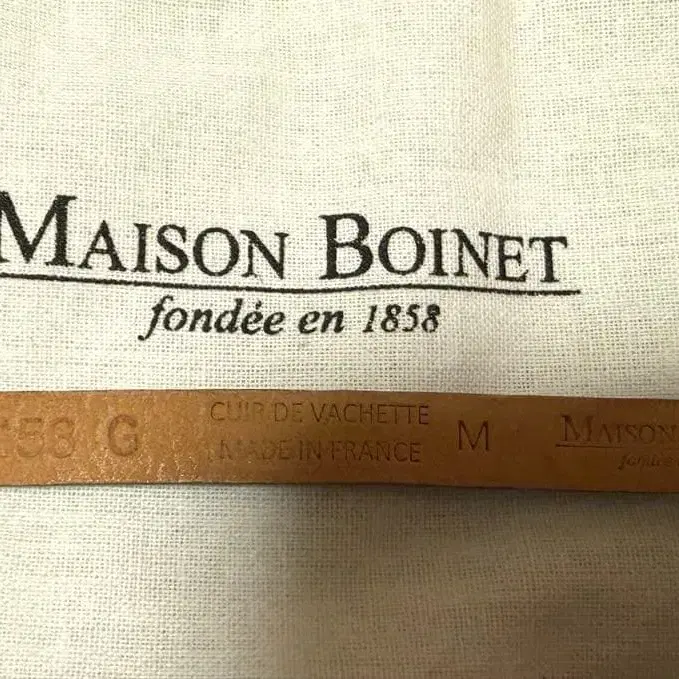 MAISON BOINET
fondée en 1858
G
CUIR DE VACHETTE
MADE IN FRANCE
M
MAISON